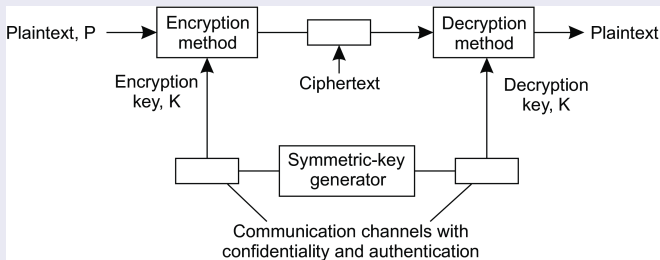 Plaintext, P
Encryption
method
Decryption
method
Plaintext
Encryption
key, K
Ciphertext
Decryption
key, K
Symmetric-key
generator
Communication channels with
confidentiality and authentication